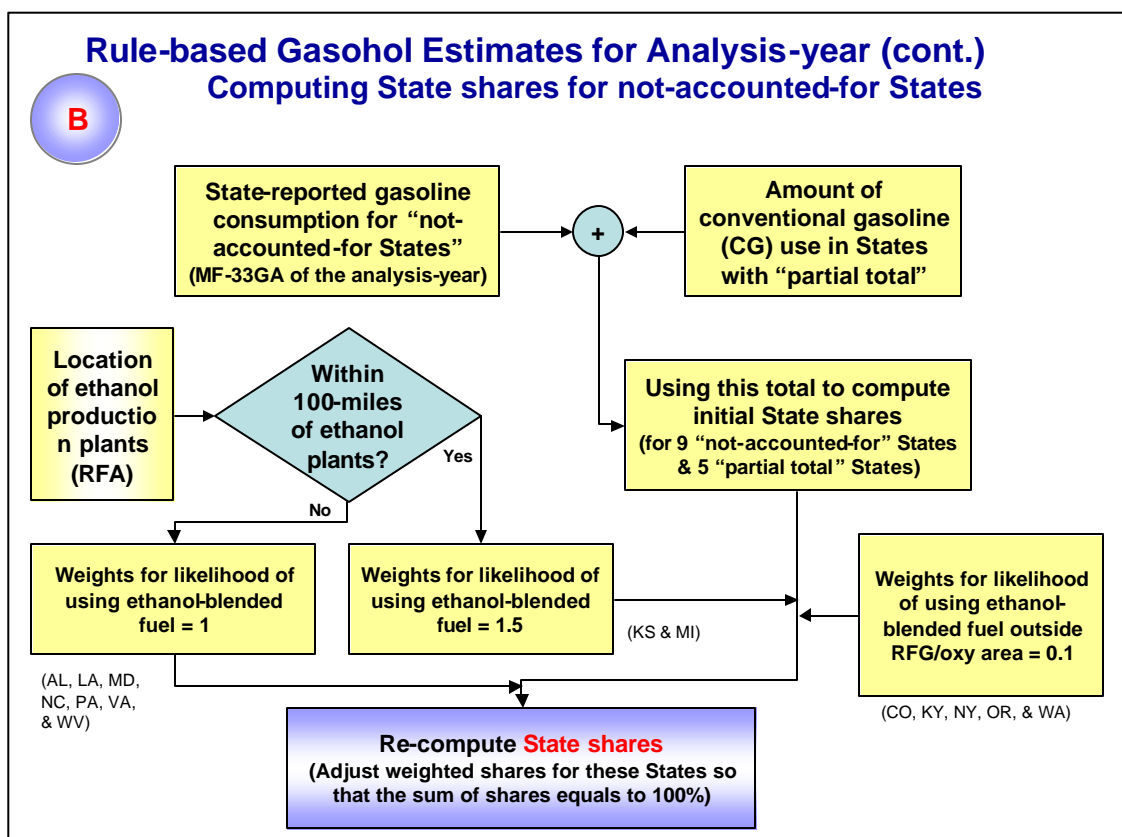 Rule-based Gasohol Estimates for Analysis-year (cont.)
Computing State shares for not-accounted-for States
B
State-reported gasoline
consumption for “not-
accounted-for States”
(MF-33GA of the analysis-year)
+
Amount of
conventional gasoline
(CG) use in States
with “partial total”
Location
of ethanol
productio
n plants
(RFA)
Within
100-miles
of ethanol
plants?
Yes
No
Using this total to compute
initial State shares
(for 9 “not-accounted-for” States
& 5 “partial total” States)
Weights for likelihood of
using ethanol-blended
fuel = 1
Weights for likelihood of
using ethanol-blended
fuel = 1.5
(KS & MI)
Weights for likelihood
of using ethanol-
blended fuel outside
RFG/oxy area = 0.1
(AL, LA, MD,
NC, PA, VA,
& WV)
(CO, KY, NY, OR, & WA)
Re-compute State shares
(Adjust weighted shares for these States so
that the sum of shares equals to 100%)